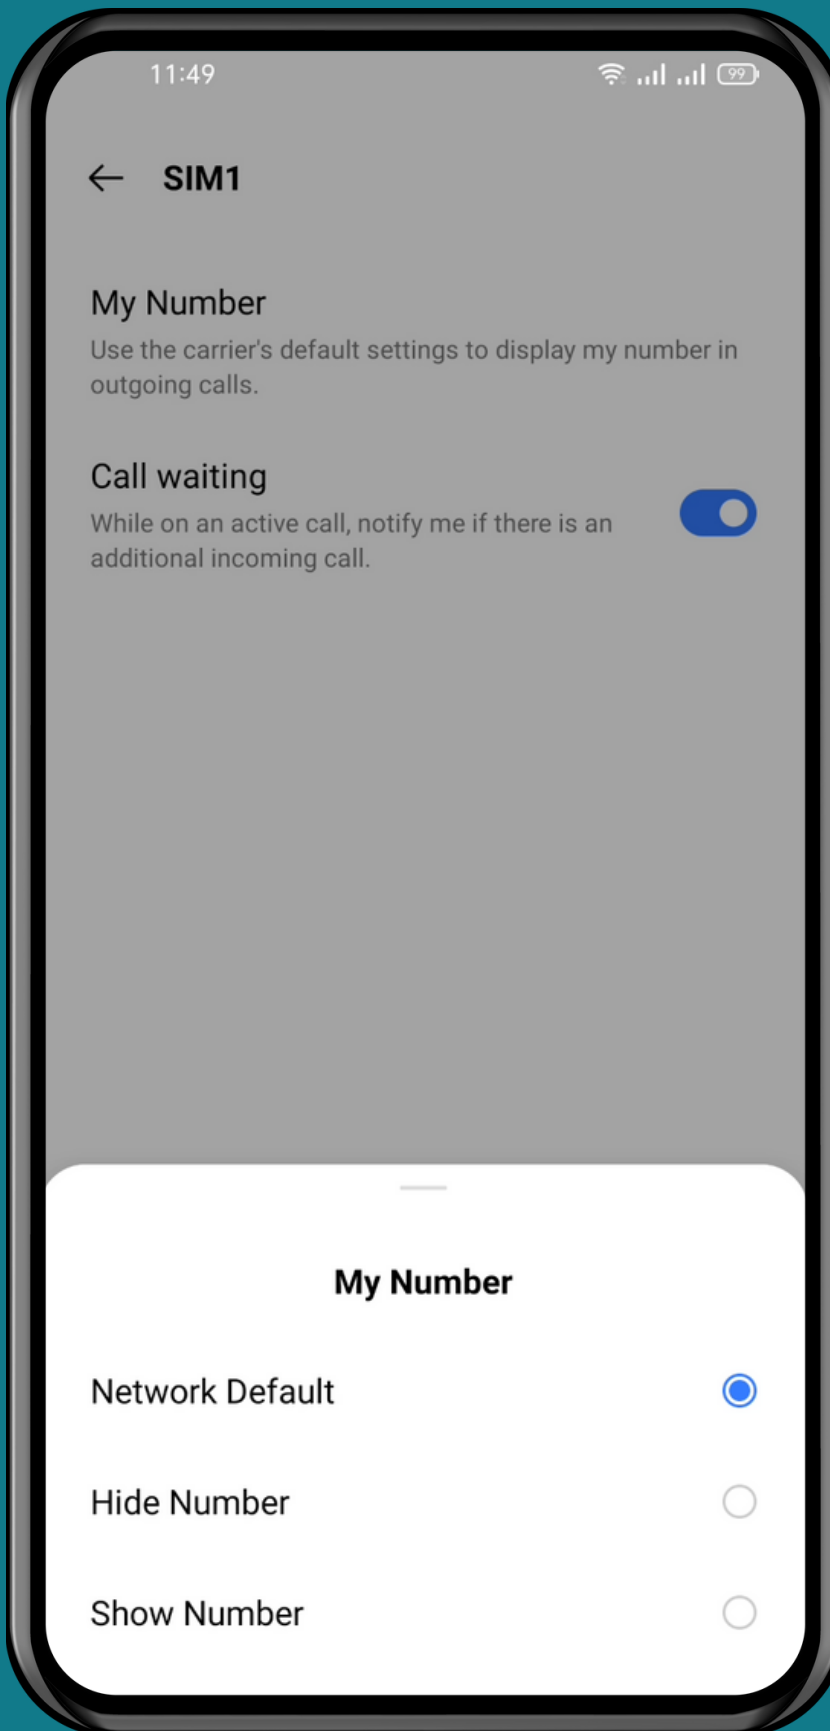 11:49
99
SIM1
My Number
Use the carrier's default settings to display my number in
outgoing calls.
Call waiting
While on an active call, notify me if there is an
additional incoming call.
My Number
Network Default
Hide Number
Show Number